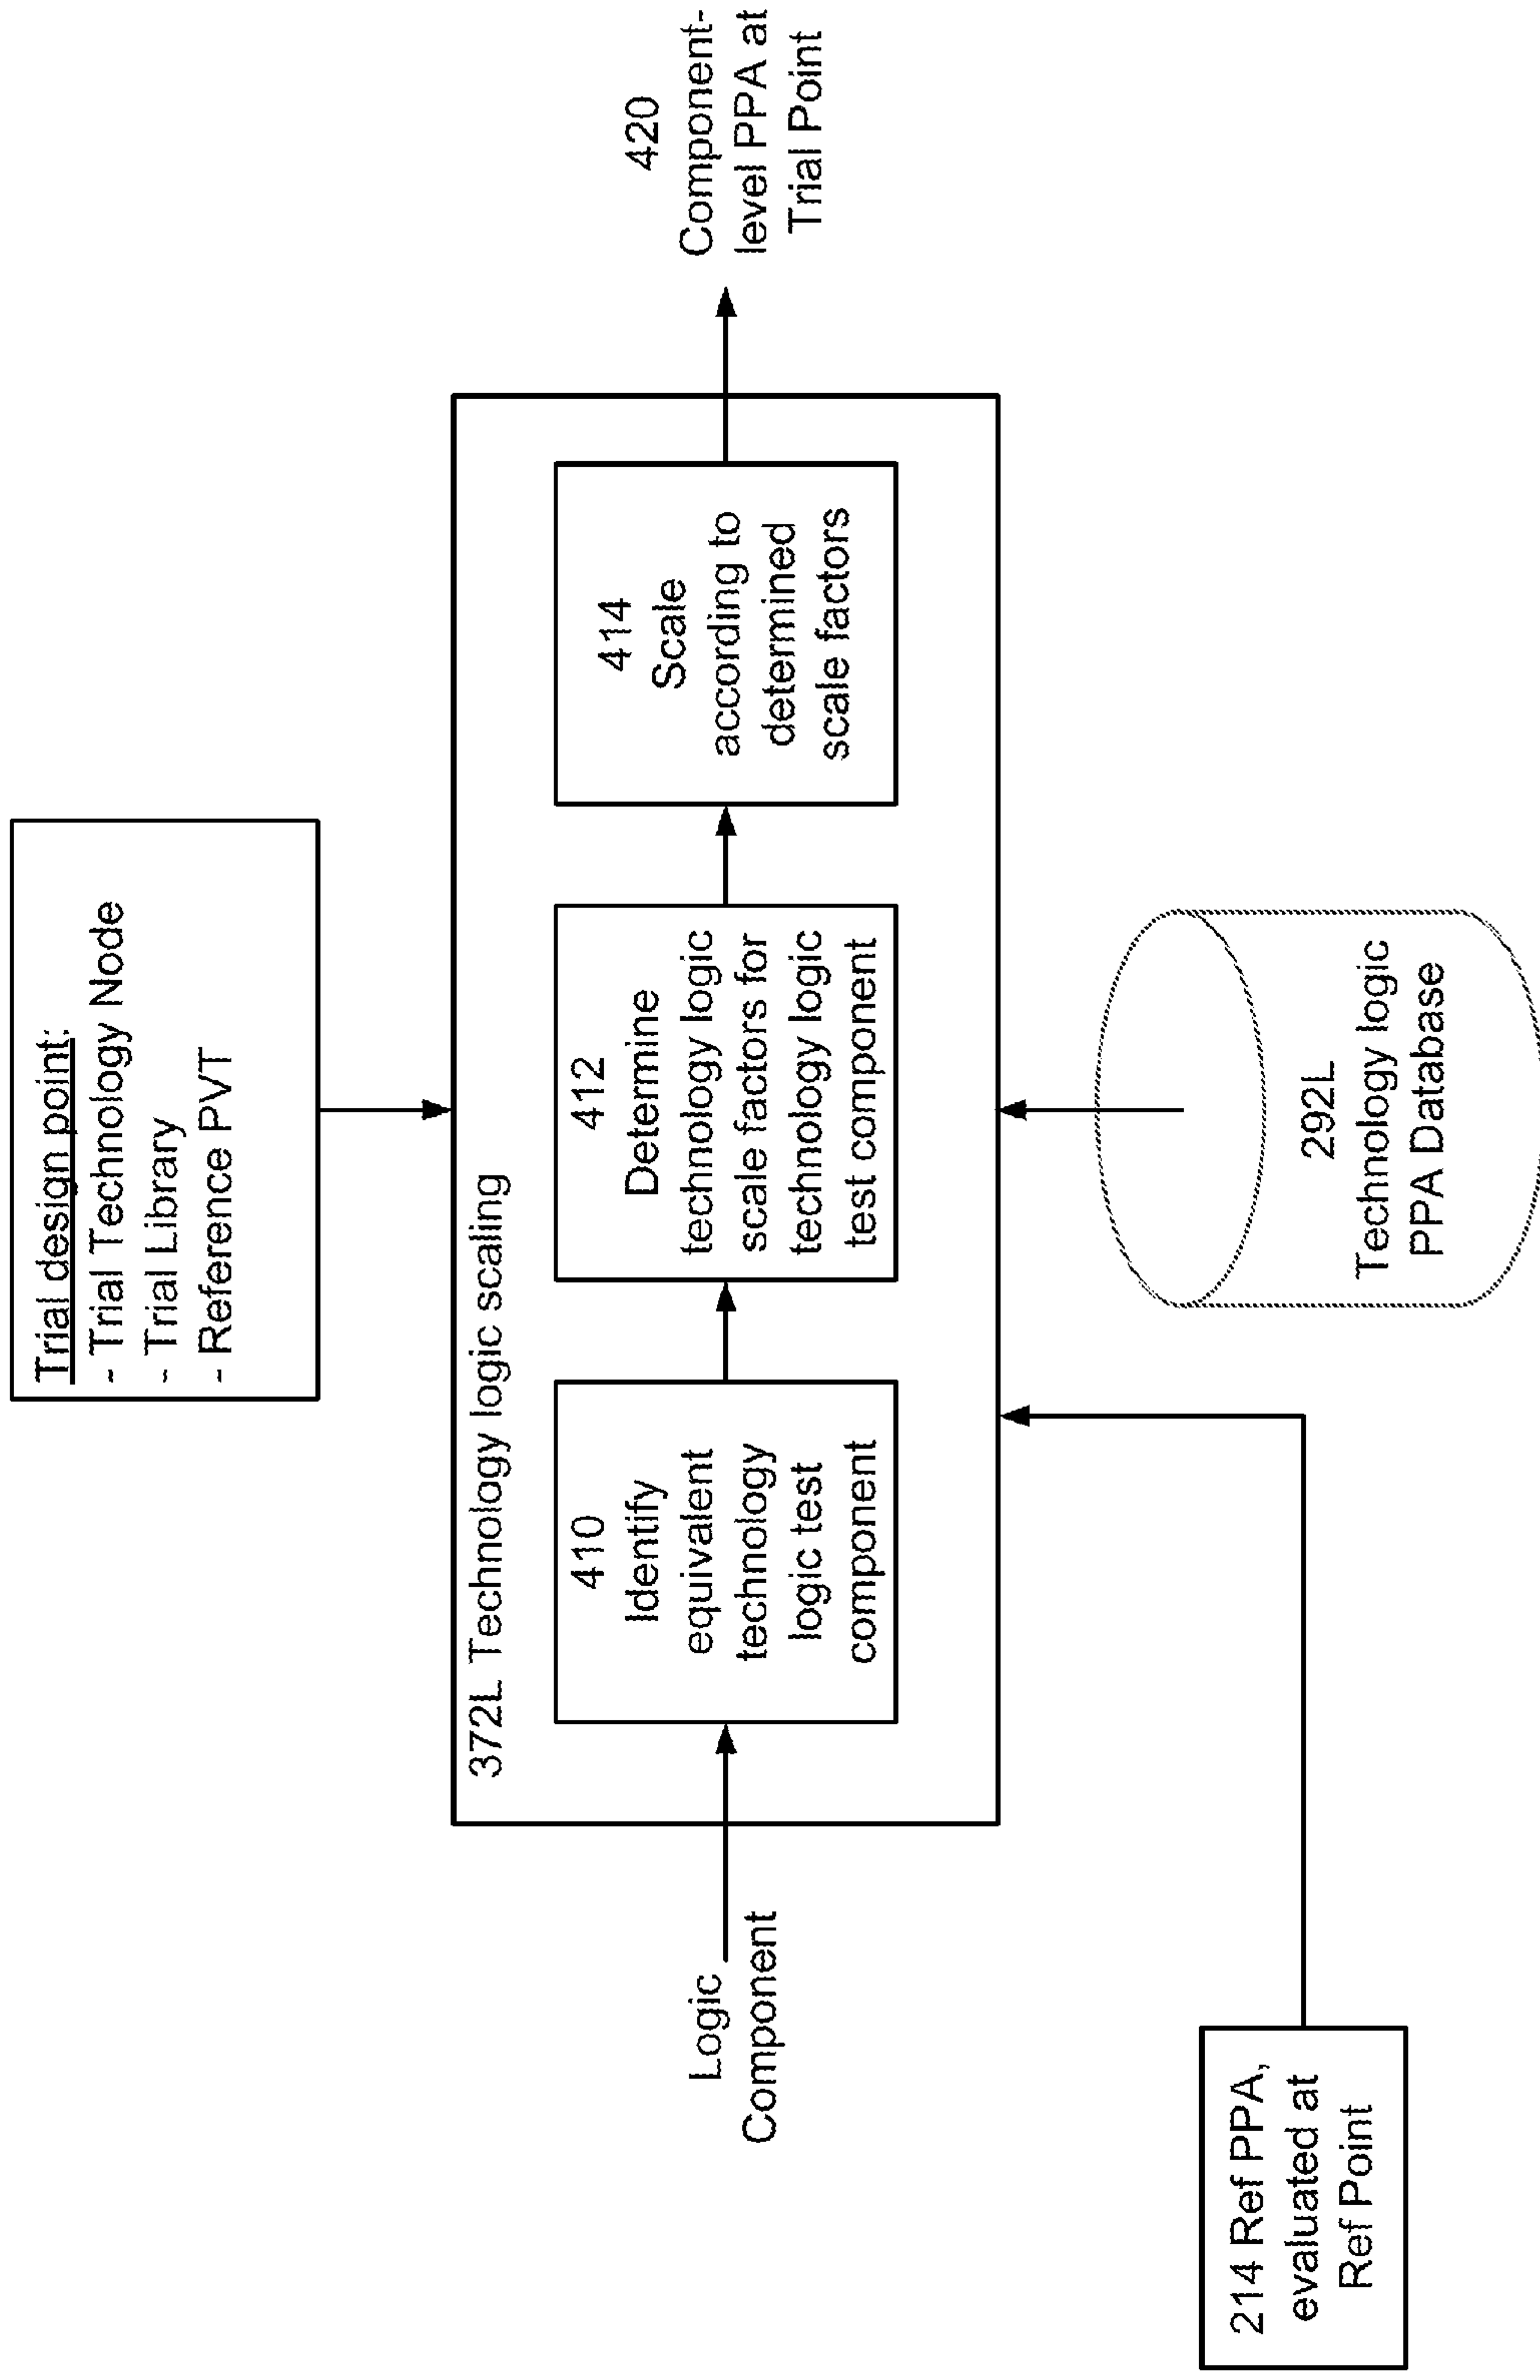 Trial design point:
- Trial Technology Node
- Trial Library
- Reference PVT
372L Technology logic scaling
Logic
Component
410
Identify
equivalent
technology
logic test
component
412
Determine
technology logic
scale factors for
technology logic
test component
414
Scale
according to
determined
scale factors
420
Component-
level PPA at
Trial Point
214 Ref PPA,
evaluated at
Ref Point
292L
Technology logic
PPA Database